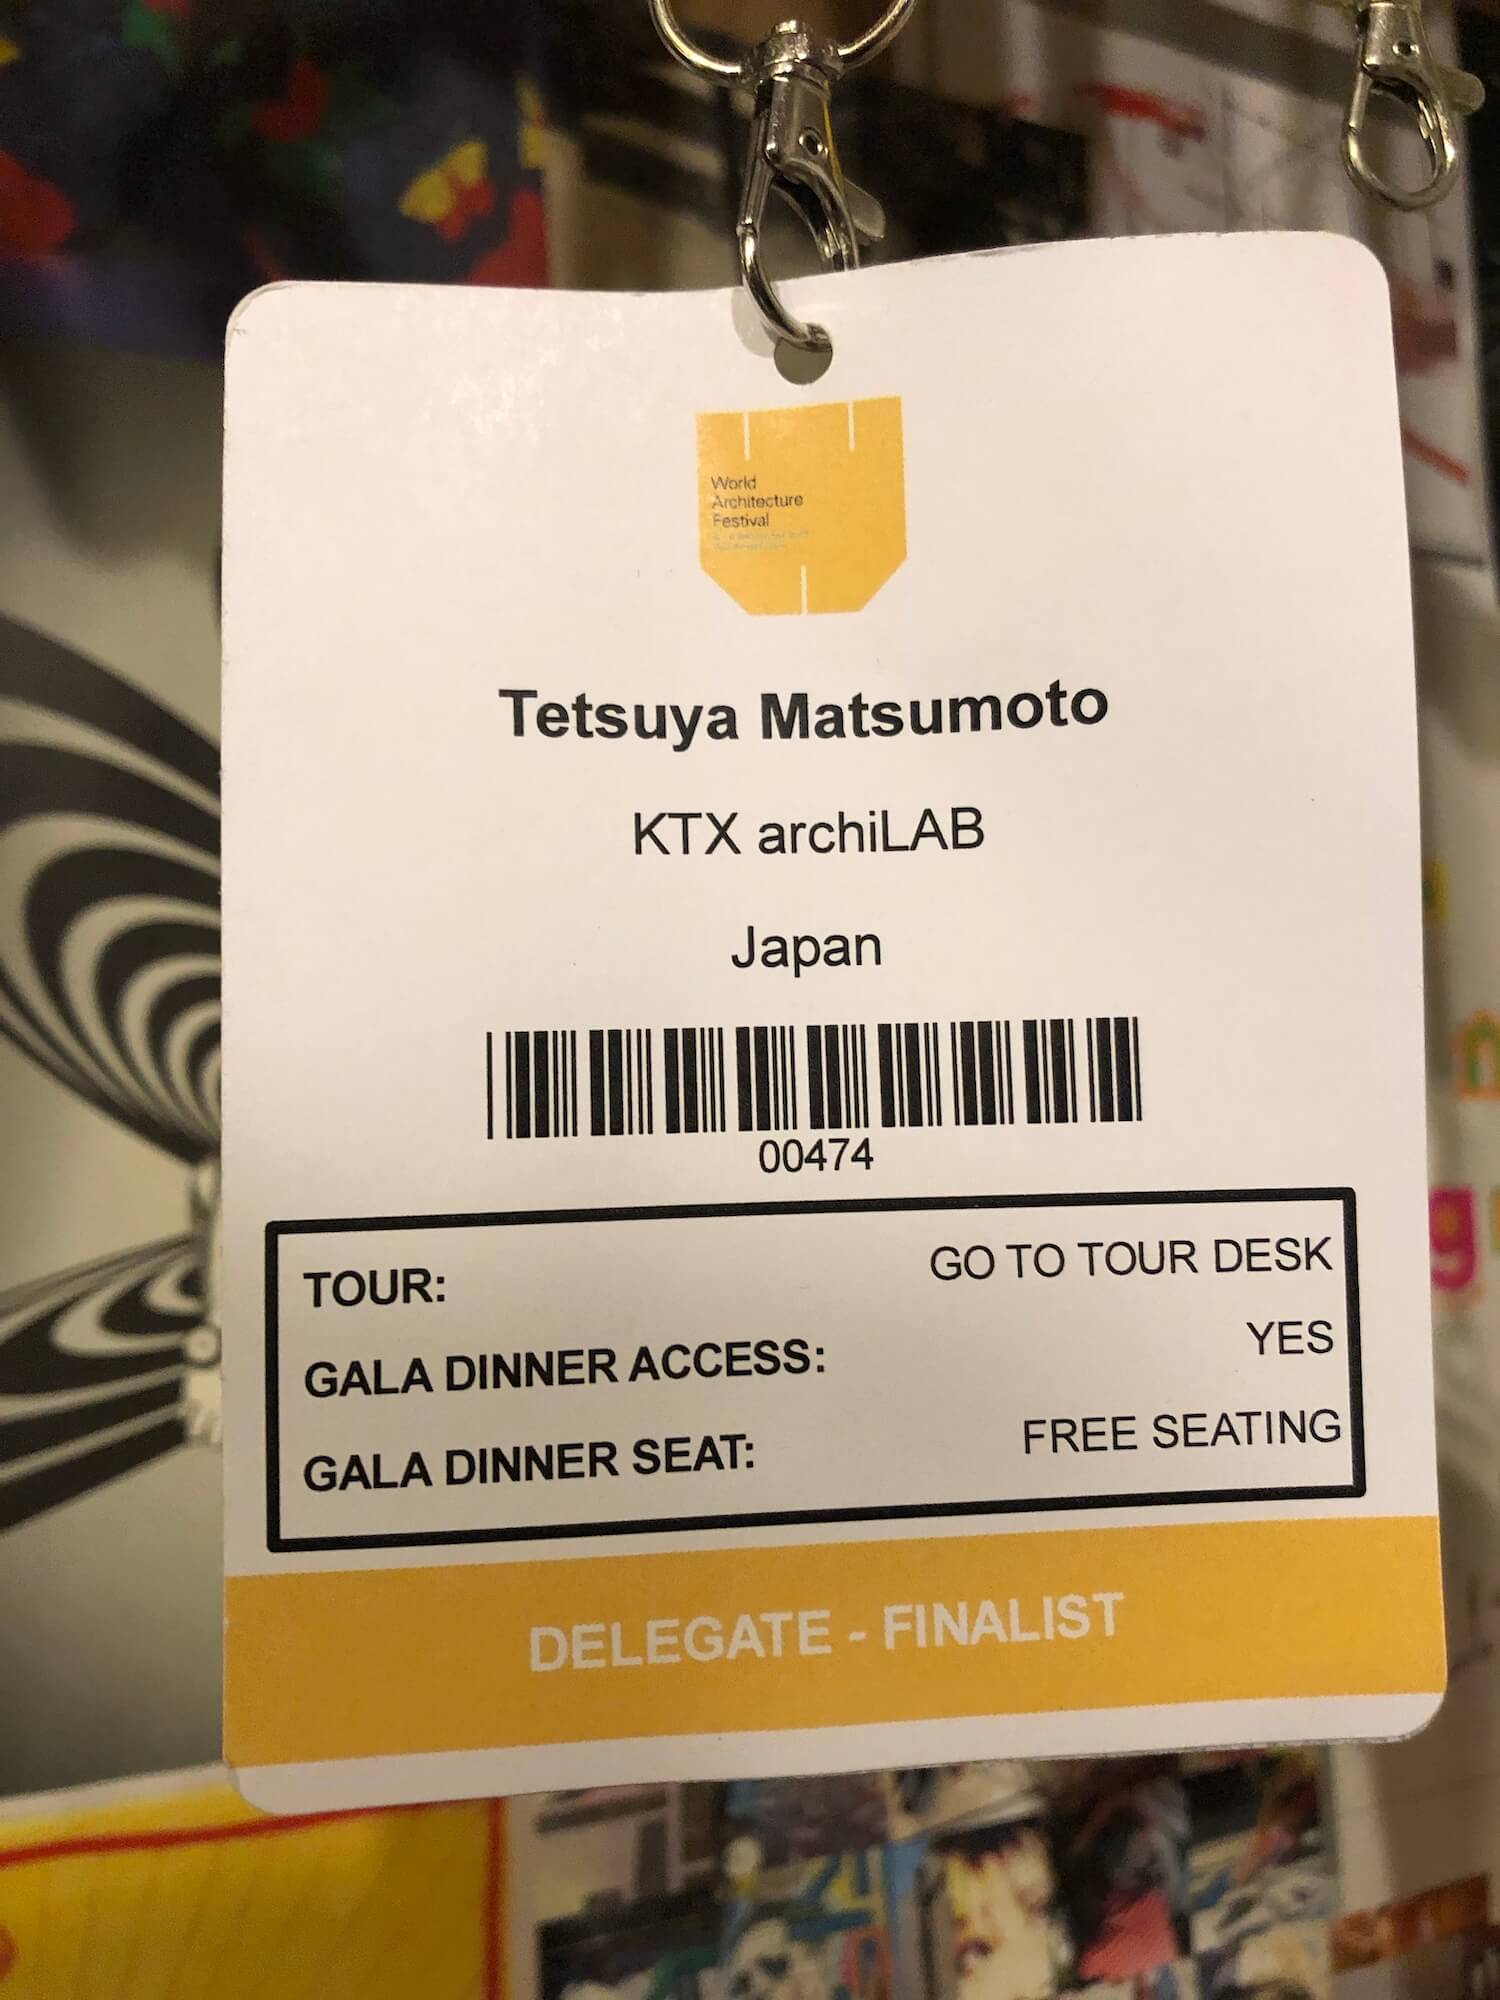 World
Architecture
Festival
Tetsuya Matsumoto
KTX archiLAB
Japan
00474
TOUR: GO TO TOUR DESK
GALA DINNER ACCESS: YES
GALA DINNER SEAT: FREE SEATING
DELEGATE - FINALIST